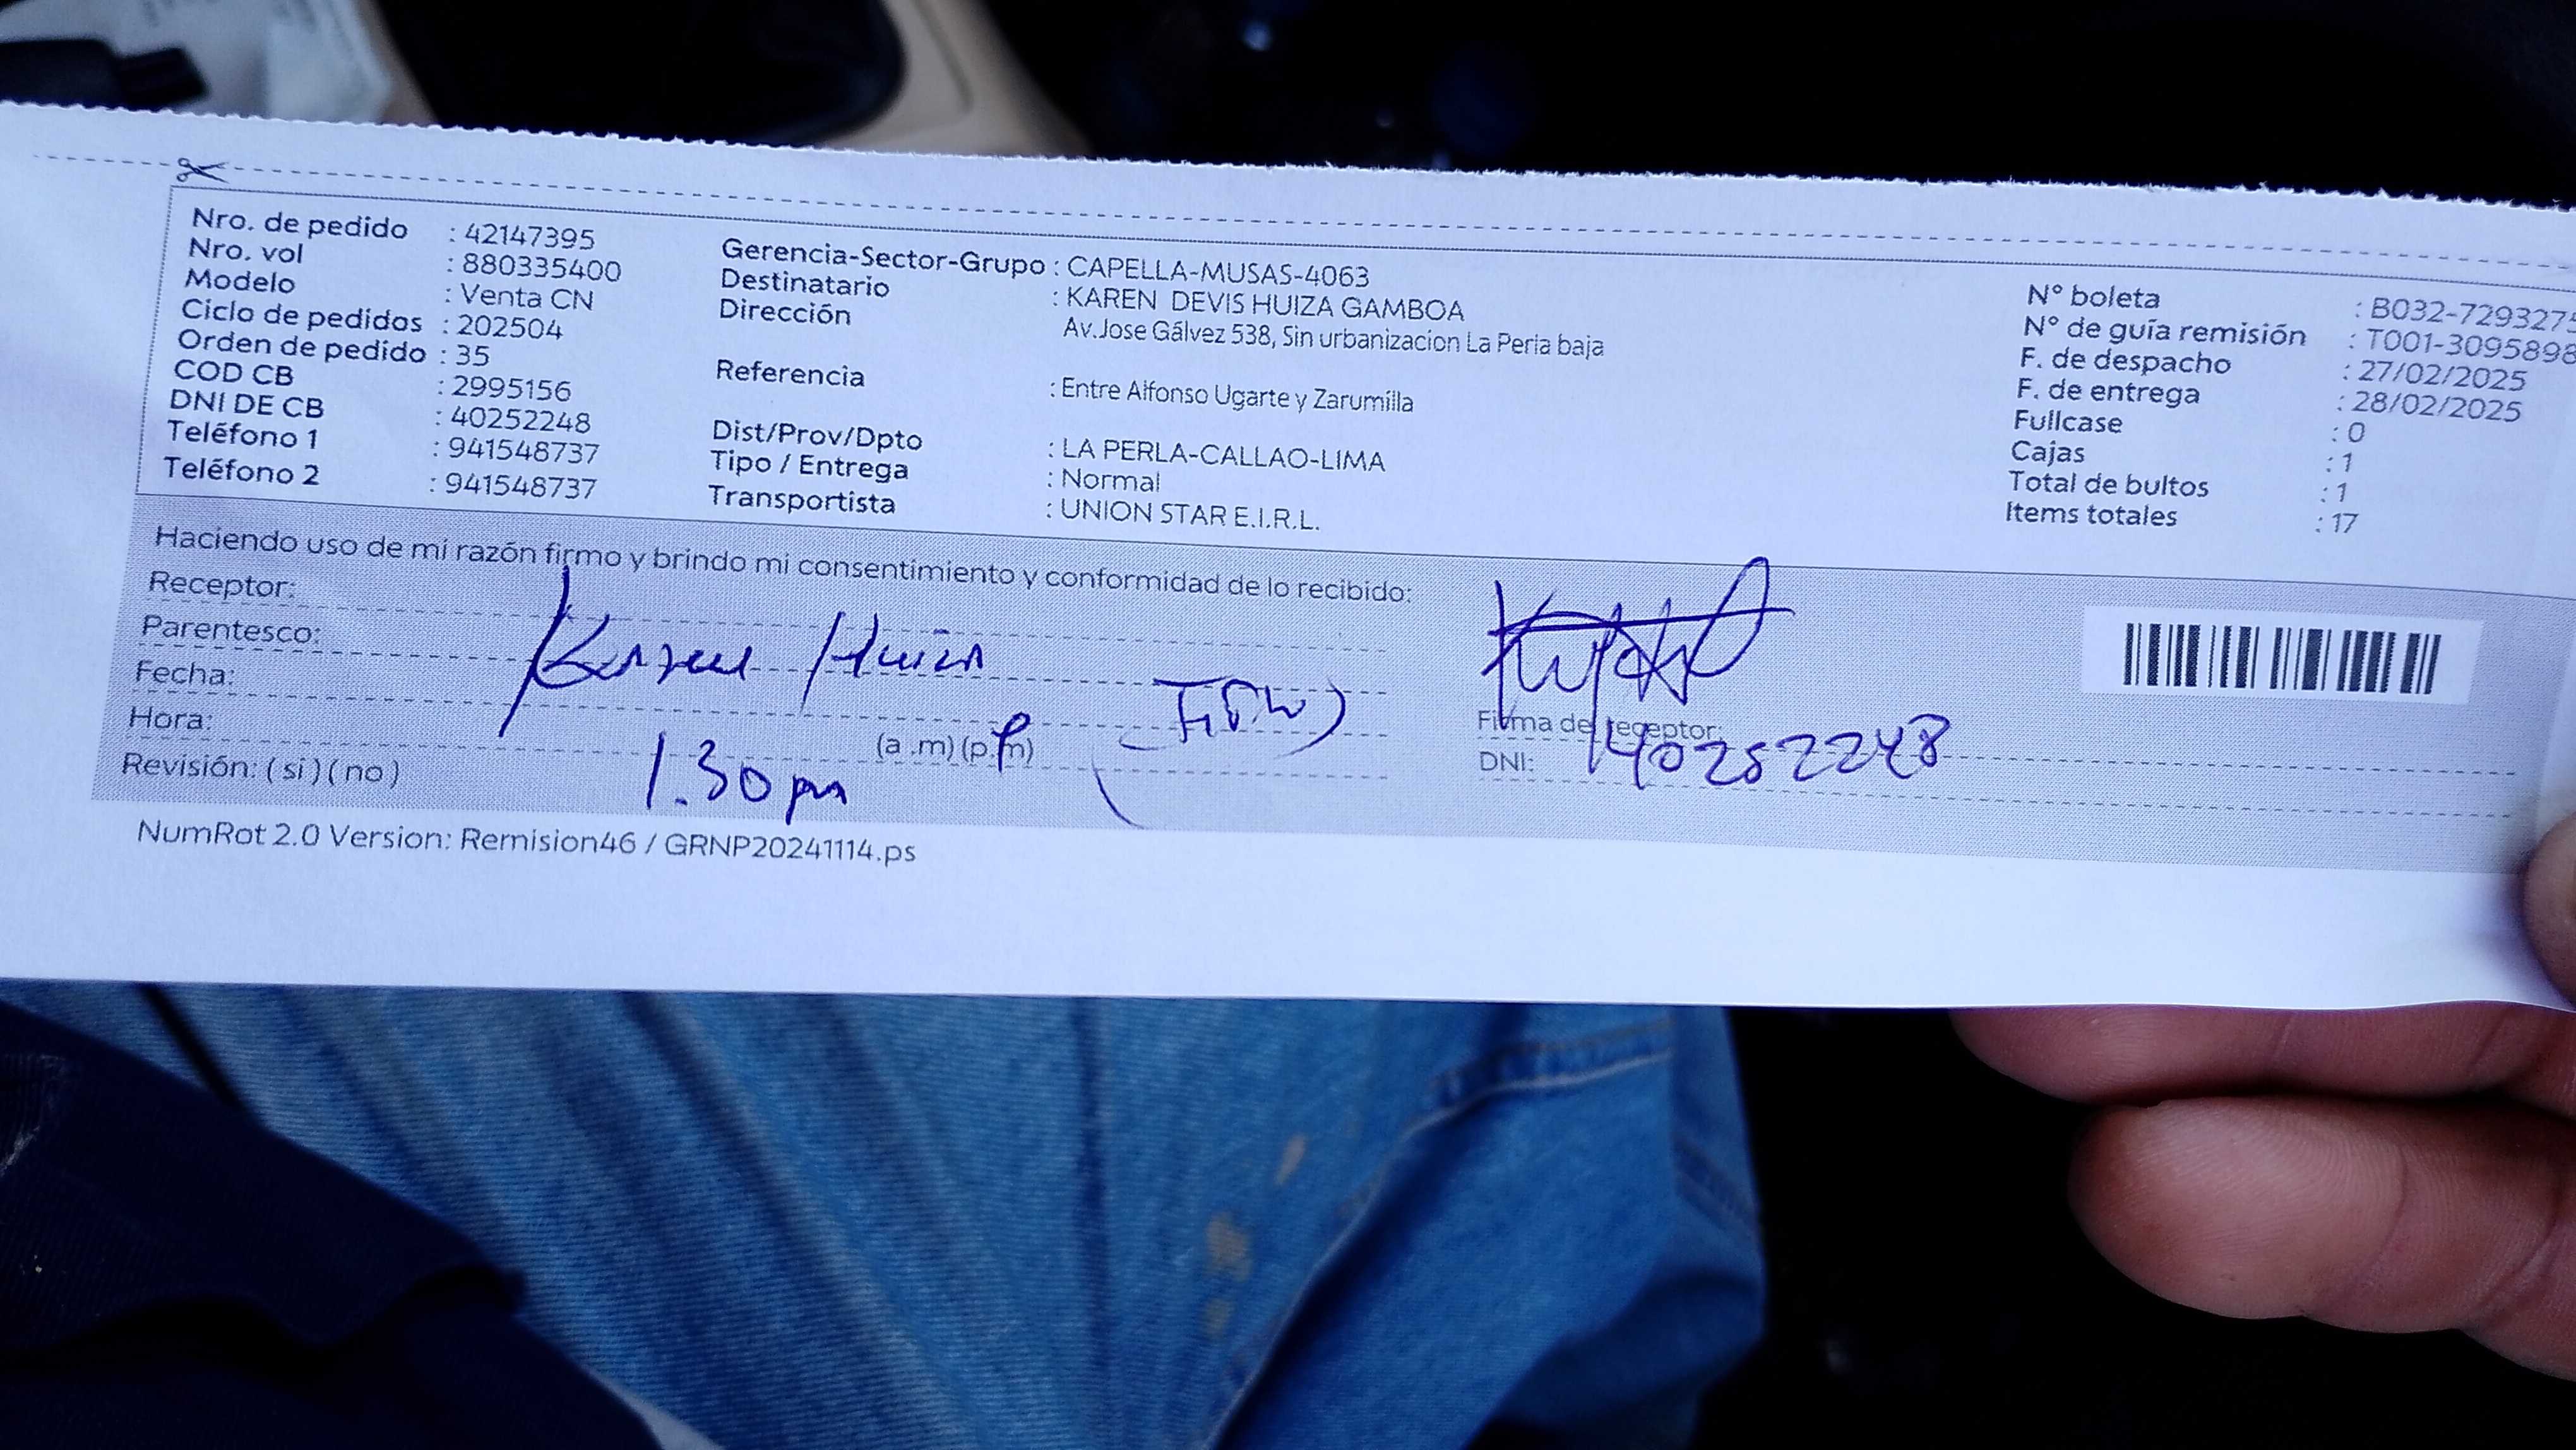 Nro. de pedido : 42147395
Nro. vol : 880335400
Modelo : Venta CN
Ciclo de pedidos : 202504
Orden de pedido : 35
COD CB : 2995156
DNI DE CB : 40252248
Teléfono 1 : 941548737
Teléfono 2 : 941548737
Gerencia-Sector-Grupo : CAPELLA-MUSAS-4063
Destinatario : KAREN DEVIS HUIZA GAMBOA
Dirección Av.Jose Gálvez 538, Sin urbanizacion La Perla baja
Referencia : Entre Alfonso Ugarte y Zarumilla
Dist/Prov/Dpto : LA PERLA-CALLAO-LIMA
Tipo / Entrega : Normal
Transportista : UNION STAR E.I.R.L.
N° boleta : B032-7293275
N° de guía remisión : T001-3095898
F. de despacho : 27/02/2025
F. de entrega : 28/02/2025
Fullcase : 0
Cajas : 1
Total de bultos : 1
Items totales : 17
Haciendo uso de mi razón firmo y brindo mi consentimiento y conformidad de lo recibido:
Receptor:
Parentesco: Karen Huiza
Fecha:
Hora: 1.30 pm (a .m) (p.m)
Revisión: ( si ) ( no )
Firma de receptor:
DNI: 40252248
NumRot 2.0 Version: Remision46 / GRNP20241114.ps